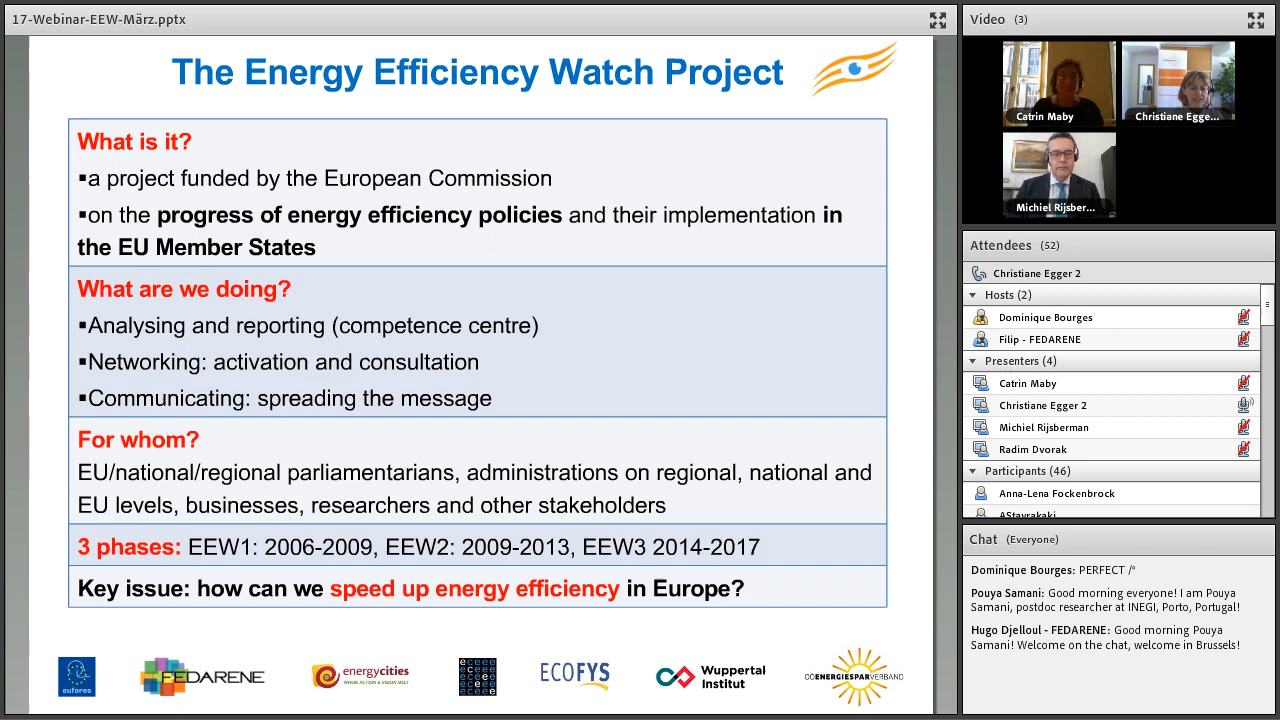 17-Webinar-EEW-März.pptx
The Energy Efficiency Watch Project
What is it?
▪a project funded by the European Commission
▪on the progress of energy efficiency policies and their implementation in
the EU Member States
What are we doing?
▪Analysing and reporting (competence centre)
▪Networking: activation and consultation
▪Communicating: spreading the message
For whom?
EU/national/regional parliamentarians, administrations on regional, national and
EU levels, businesses, researchers and other stakeholders
3 phases: EEW1: 2006-2009, EEW2: 2009-2013, EEW3 2014-2017
Key issue: how can we speed up energy efficiency in Europe?
eufores
FEDARENE
energycities
WHERE ACTION & VISION MEET
eceee
ECOFYS
Wuppertal
Institut
OÖ ENERGIESPARVERBAND
Video (3)
Catrin Maby
Christiane Egge...
Michiel Rijsber...
Attendees (52)
Christiane Egger 2
Hosts (2)
Dominique Bourges
Filip - FEDARENE
Presenters (4)
Catrin Maby
Christiane Egger 2
Michiel Rijsberman
Radim Dvorak
Participants (46)
Anna-Lena Fockenbrock
AStavrakaki
Chat (Everyone)
Dominique Bourges: PERFECT /°
Pouya Samani: Good morning everyone! I am Pouya
Samani, postdoc researcher at INEGI, Porto, Portugal!
Hugo Djelloul - FEDARENE: Good morning Pouya
Samani! Welcome on the chat, welcome in Brussels!